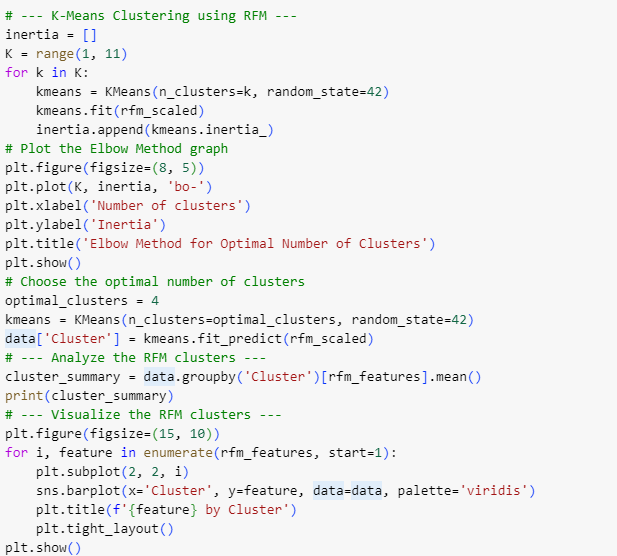 # --- K-Means Clustering using RFM ---
inertia = []
K = range(1, 11)
for k in K:
    kmeans = KMeans(n_clusters=k, random_state=42)
    kmeans.fit(rfm_scaled)
    inertia.append(kmeans.inertia_)
# Plot the Elbow Method graph
plt.figure(figsize=(8, 5))
plt.plot(K, inertia, 'bo-')
plt.xlabel('Number of clusters')
plt.ylabel('Inertia')
plt.title('Elbow Method for Optimal Number of Clusters')
plt.show()
# Choose the optimal number of clusters
optimal_clusters = 4
kmeans = KMeans(n_clusters=optimal_clusters, random_state=42)
data['Cluster'] = kmeans.fit_predict(rfm_scaled)
# --- Analyze the RFM clusters ---
cluster_summary = data.groupby('Cluster')[rfm_features].mean()
print(cluster_summary)
# --- Visualize the RFM clusters ---
plt.figure(figsize=(15, 10))
for i, feature in enumerate(rfm_features, start=1):
    plt.subplot(2, 2, i)
    sns.barplot(x='Cluster', y=feature, data=data, palette='viridis')
    plt.title(f'{feature} by Cluster')
    plt.tight_layout()
plt.show()